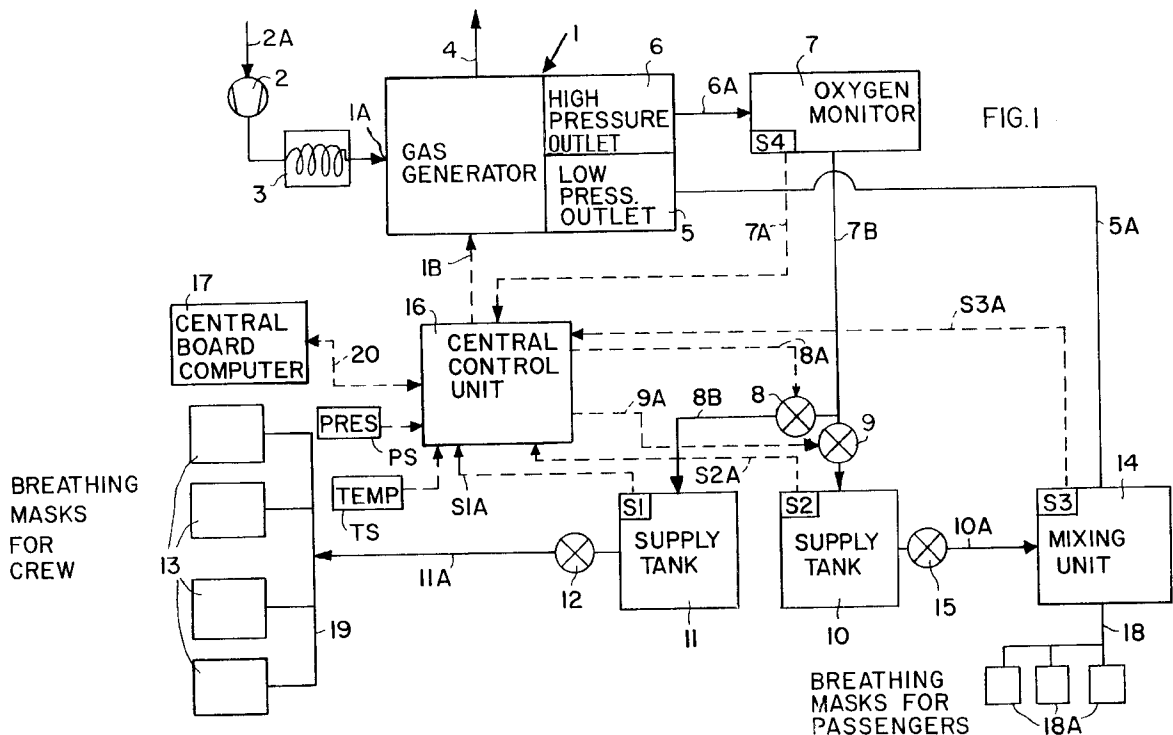 2A
2
1A
3
4
1
6
HIGH
PRESSURE
OUTLET
GAS
GENERATOR
LOW
PRESS.
OUTLET
5
6A
7
OXYGEN
MONITOR
S4
FIG.1
7A
7B
5A
1B
17
CENTRAL
BOARD
COMPUTER
20
16
CENTRAL
CONTROL
UNIT
S3A
8A
8
8B
9A
9
PRES
PS
TEMP
TS
S1A
S2A
BREATHING
MASKS
FOR
CREW
13
19
11A
12
S1
SUPPLY
TANK
11
S2
SUPPLY
TANK
10
15
10A
14
S3
MIXING
UNIT
18
BREATHING
MASKS FOR
PASSENGERS
18A